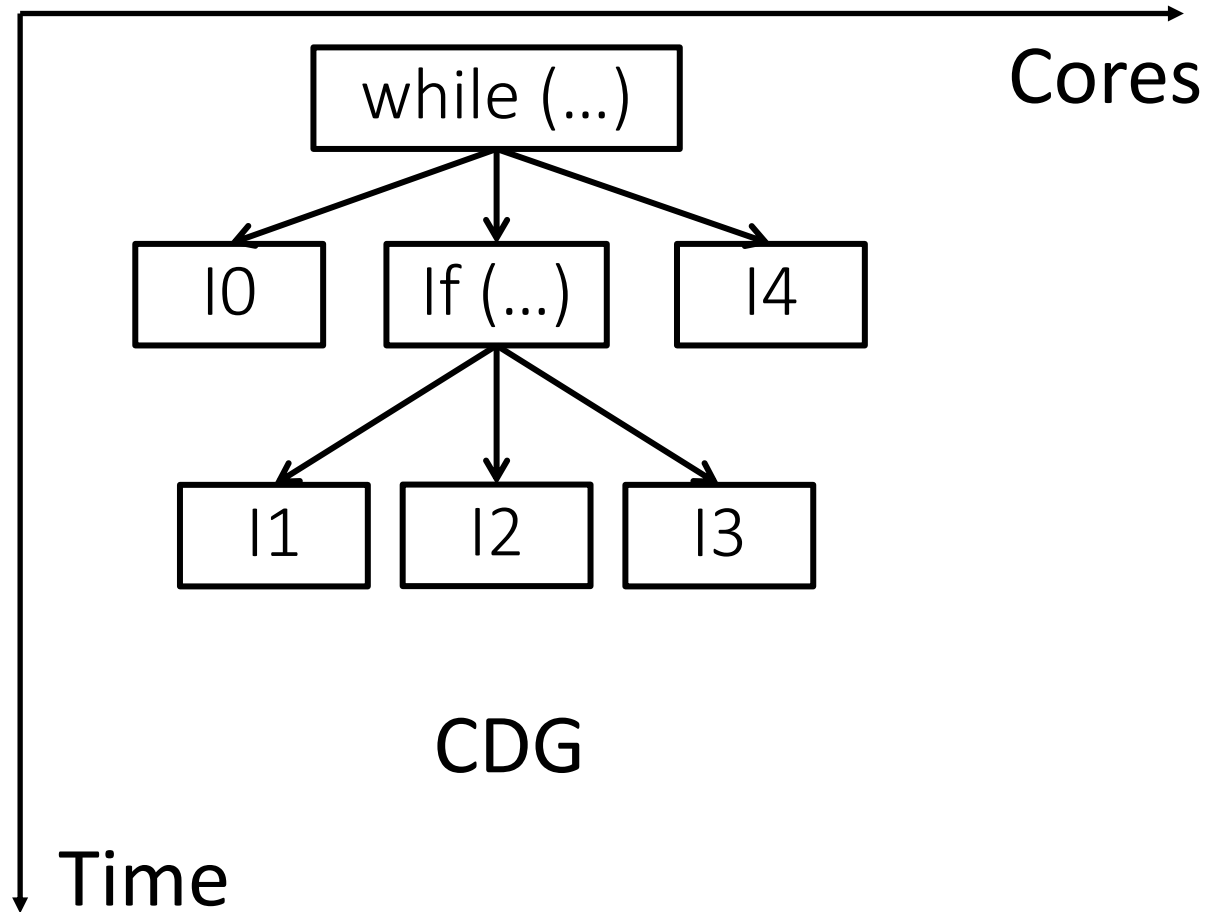 Cores
while (...)
I0
If (...)
I4
I1
I2
I3
CDG
Time